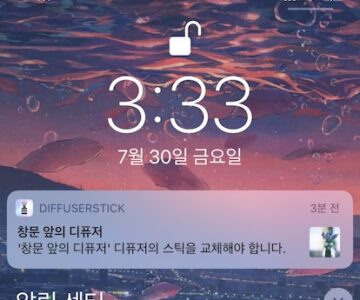 3:33
7월 30일 금요일
DIFFUSERSTICK
3분 전
창문 앞의 디퓨저
'창문 앞의 디퓨저' 디퓨저의 스틱을 교체해야 합니다.
알림 센터